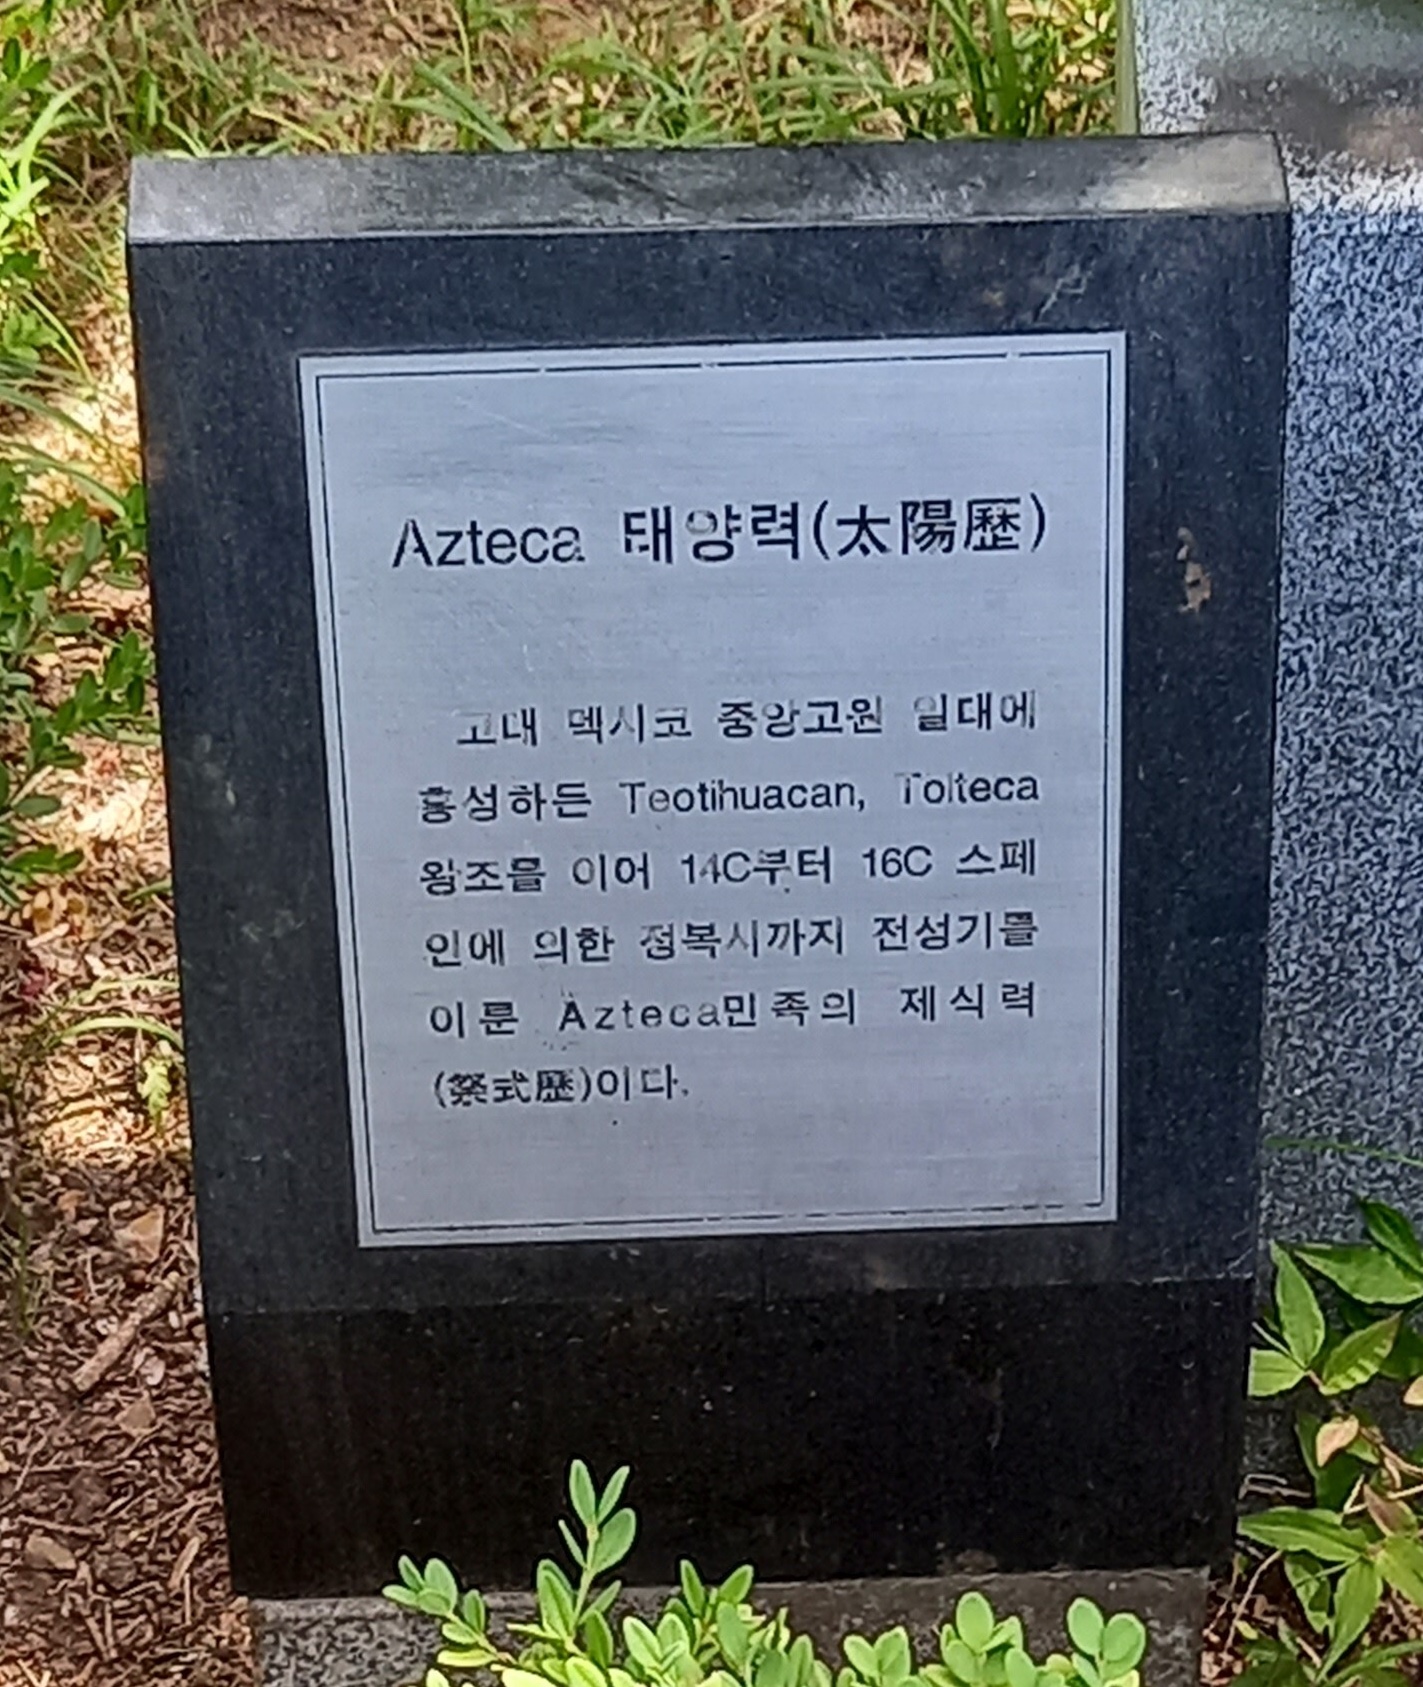 Azteca 태양력(太陽歷)
고대 멕시코 중앙고원 일대에
흥성하든 Teotihuacan, Tolteca
왕조를 이어 14C부터 16C 스페
인에 의한 정복시까지 전성기를
이룬 Azteca민족의 제식력
(祭式歷)이다.